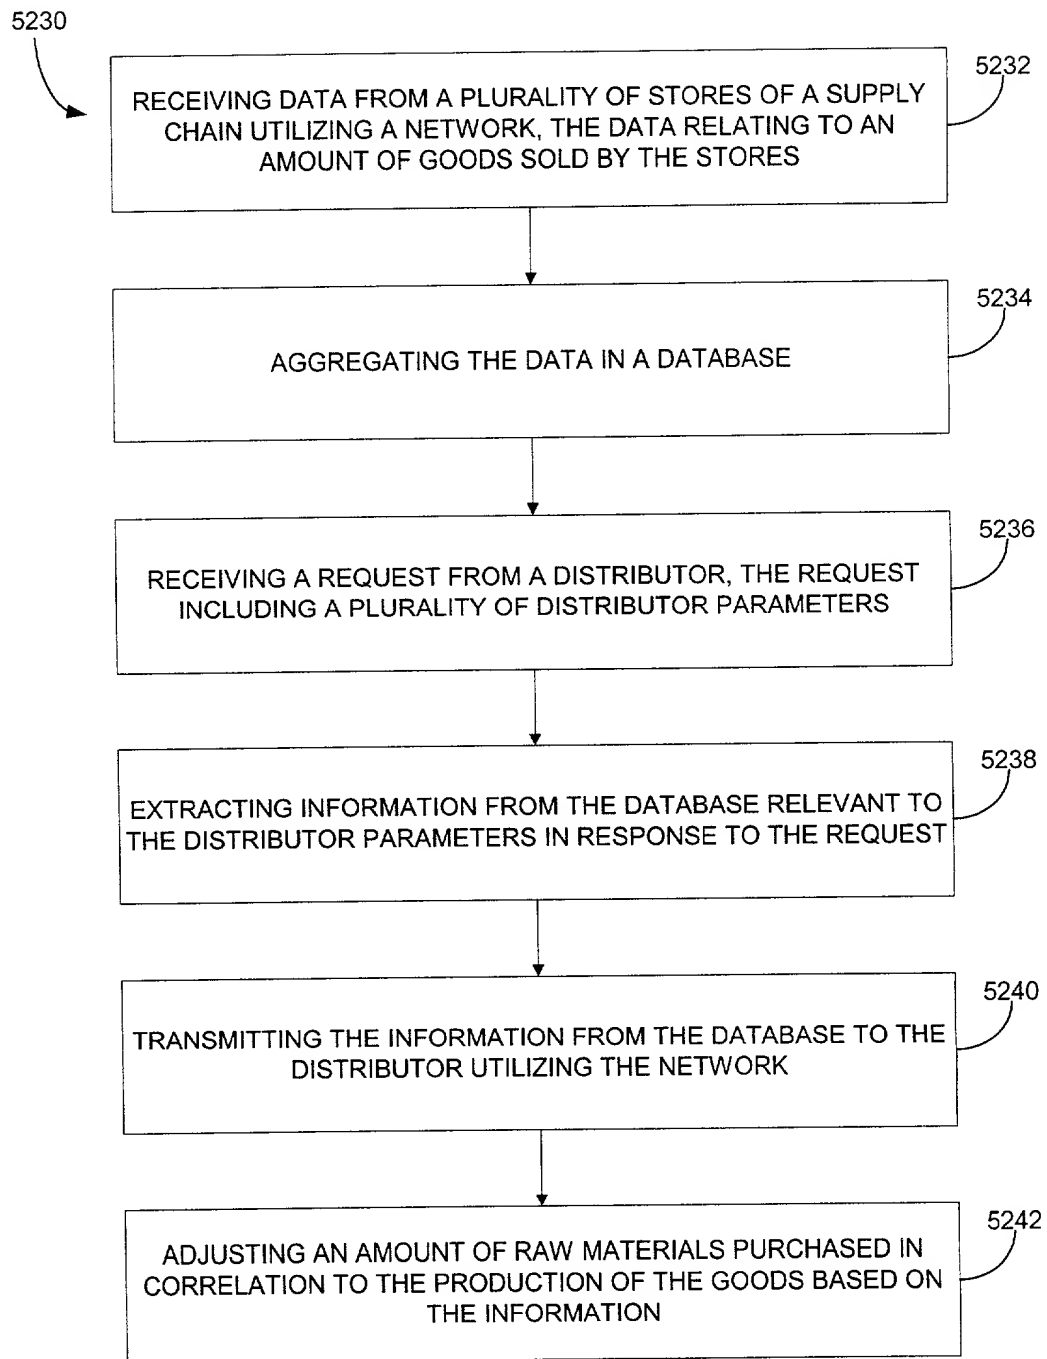 5230
5232
RECEIVING DATA FROM A PLURALITY OF STORES OF A SUPPLY
CHAIN UTILIZING A NETWORK, THE DATA RELATING TO AN
AMOUNT OF GOODS SOLD BY THE STORES
5234
AGGREGATING THE DATA IN A DATABASE
5236
RECEIVING A REQUEST FROM A DISTRIBUTOR, THE REQUEST
INCLUDING A PLURALITY OF DISTRIBUTOR PARAMETERS
5238
EXTRACTING INFORMATION FROM THE DATABASE RELEVANT TO
THE DISTRIBUTOR PARAMETERS IN RESPONSE TO THE REQUEST
5240
TRANSMITTING THE INFORMATION FROM THE DATABASE TO THE
DISTRIBUTOR UTILIZING THE NETWORK
5242
ADJUSTING AN AMOUNT OF RAW MATERIALS PURCHASED IN
CORRELATION TO THE PRODUCTION OF THE GOODS BASED ON
THE INFORMATION